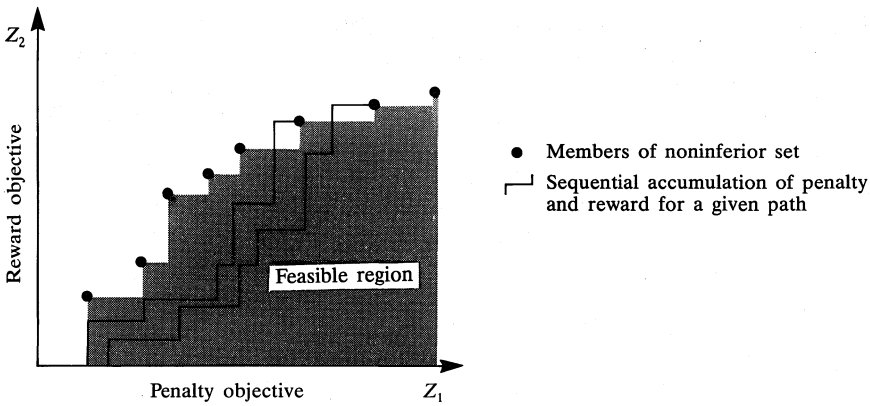 Z2
Reward objective
Feasible region
Penalty objective
Z1
Members of noninferior set
Sequential accumulation of penalty
and reward for a given path